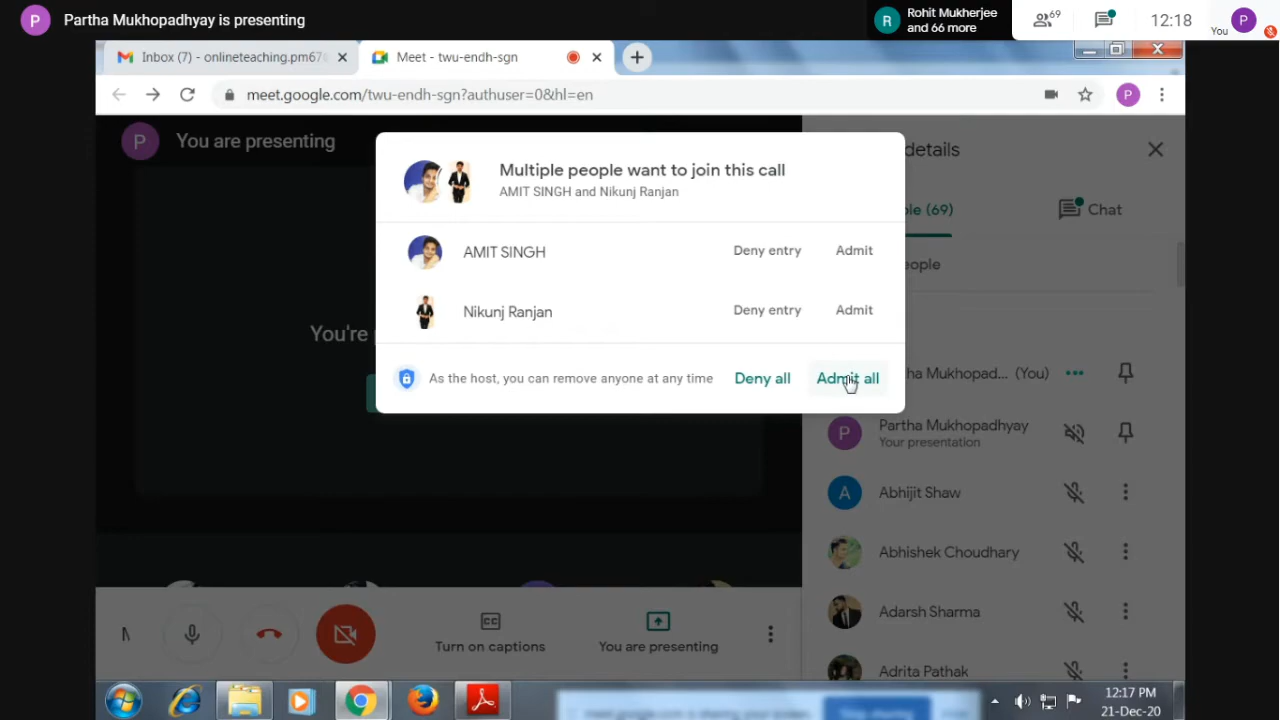 P
Partha Mukhopadhyay is presenting
R
Rohit Mukherjee
and 66 more
69
12:18
You
P
Inbox (7) - onlineteaching.pm67
Meet - twu-endh-sgn
meet.google.com/twu-endh-sgn?authuser=0&hl=en
P
P
You are presenting
details
(69)
Chat
eople
Multiple people want to join this call
AMIT SINGH and Nikunj Ranjan
AMIT SINGH
Deny entry
Admit
Nikunj Ranjan
Deny entry
Admit
As the host, you can remove anyone at any time
Deny all
Admit all
You're
Mukhopad... (You)
P
Partha Mukhopadhyay
Your presentation
A
Abhijit Shaw
Abhishek Choudhary
Adarsh Sharma
Adrita Pathak
CC
Turn on captions
You are presenting
12:17 PM
21-Dec-20